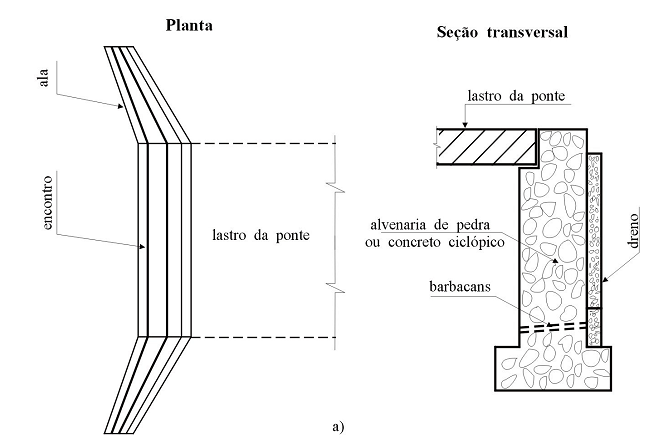 Planta
Seção transversal
ala
encontro
lastro da ponte
lastro da ponte
alvenaria de pedra
ou concreto ciclópico
barbacans
dreno
a)